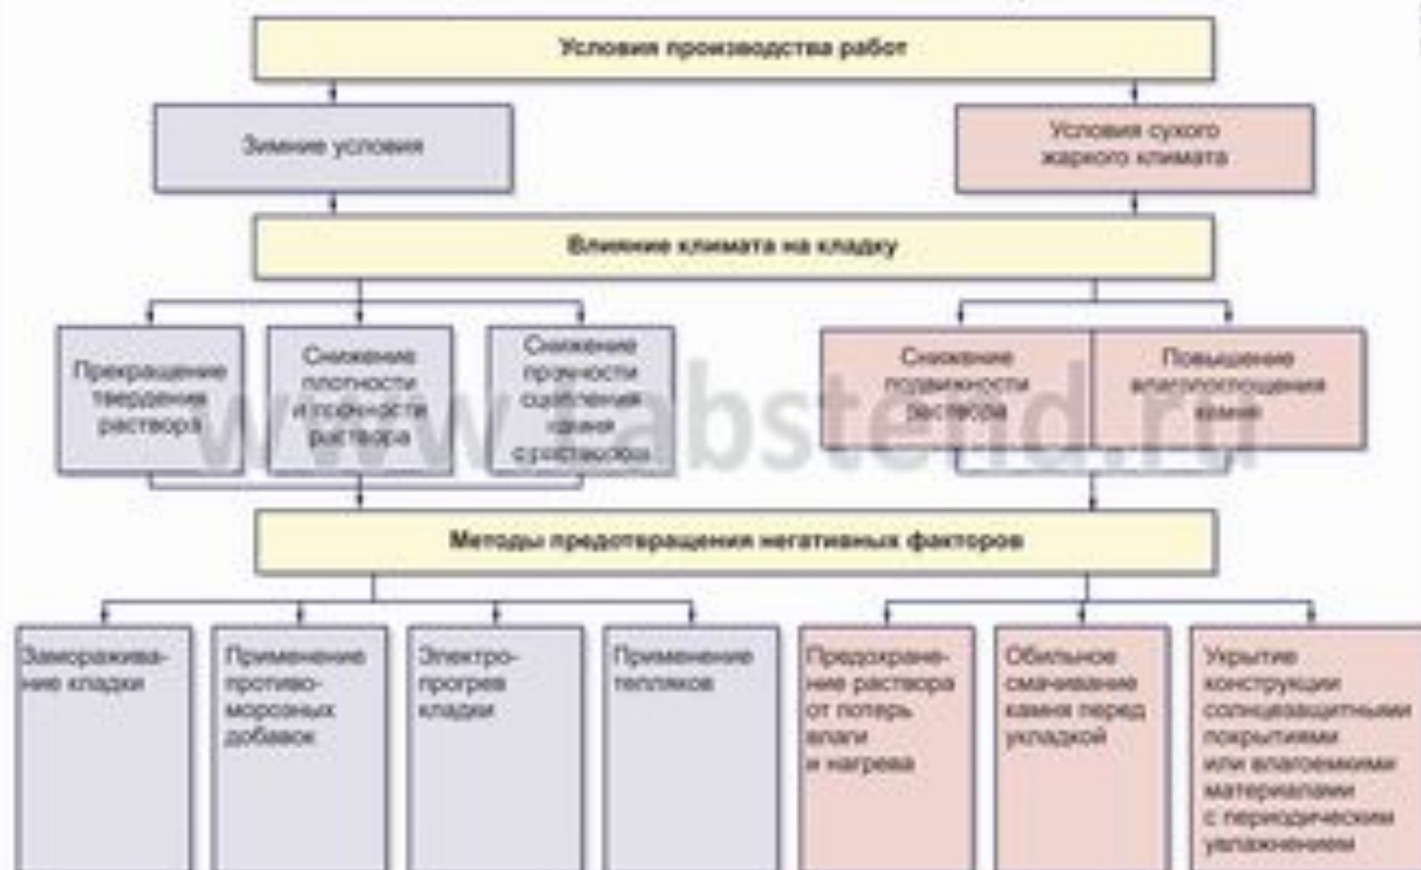 Условия производства работ
Зимние условия
Условия сухого
жаркого климата
Влияние климата на кладку
Прекращение
твердения
раствора
Снижение
плотности
и прочности
раствора
Снижение
прочности
сцепления
камня
с раствором
Снижение
подвижности
раствора
Повышение
влагопоглощения
камня
www.labstend.ru
Методы предотвращения негативных факторов
Заморажива-
ние кладки
Применение
противо-
морозных
добавок
Электро-
прогрев
кладки
Применение
тепляков
Предохране-
ние раствора
от потерь
влаги
и нагрева
Обильное
смачивание
камня перед
укладкой
Укрытие
конструкции
солнцезащитными
покрытиями
или влагоемкими
материалами
с периодическим
увлажнением